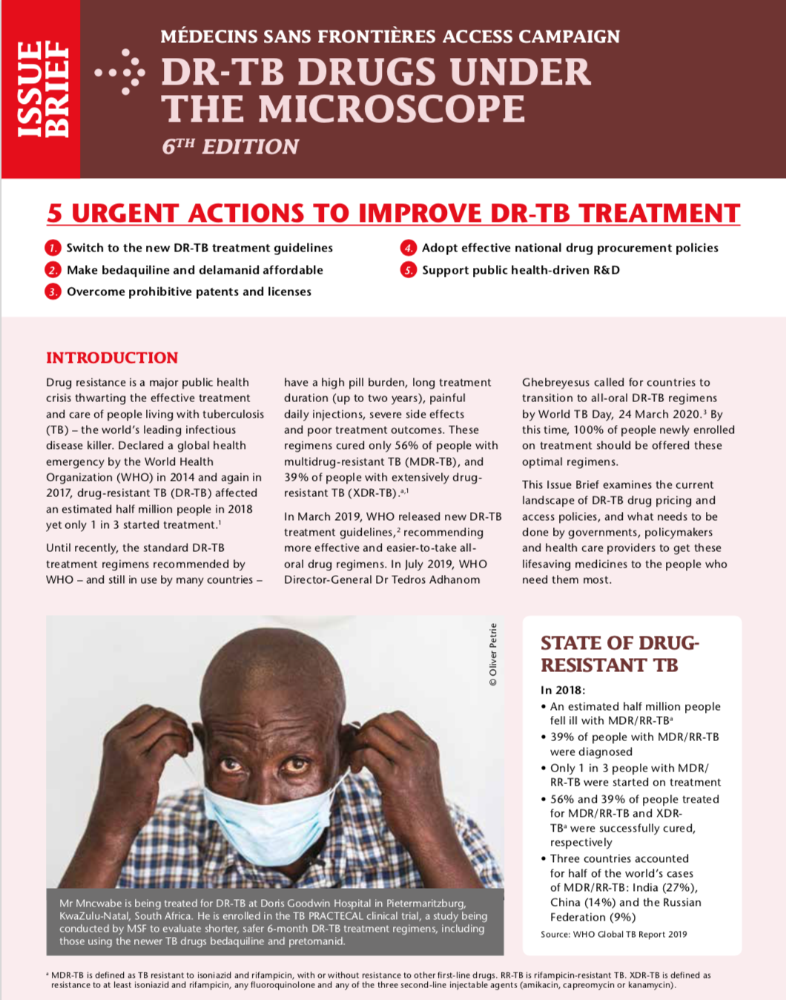 ISSUE
BRIEF
MÉDECINS SANS FRONTIÈRES ACCESS CAMPAIGN
DR-TB DRUGS UNDER
THE MICROSCOPE
6TH EDITION
5 URGENT ACTIONS TO IMPROVE DR-TB TREATMENT
1. Switch to the new DR-TB treatment guidelines
2. Make bedaquiline and delamanid affordable
3. Overcome prohibitive patents and licenses
4. Adopt effective national drug procurement policies
5. Support public health-driven R&D
INTRODUCTION
Drug resistance is a major public health
crisis thwarting the effective treatment
and care of people living with tuberculosis
(TB) – the world's leading infectious
disease killer. Declared a global health
emergency by the World Health
Organization (WHO) in 2014 and again in
2017, drug-resistant TB (DR-TB) affected
an estimated half million people in 2018
yet only 1 in 3 started treatment.1
Until recently, the standard DR-TB
treatment regimens recommended by
WHO – and still in use by many countries –
have a high pill burden, long treatment
duration (up to two years), painful
daily injections, severe side effects
and poor treatment outcomes. These
regimens cured only 56% of people with
multidrug-resistant TB (MDR-TB), and
39% of people with extensively drug-
resistant TB (XDR-TB).a,1
In March 2019, WHO released new DR-TB
treatment guidelines,2 recommending
more effective and easier-to-take all-
oral drug regimens. In July 2019, WHO
Director-General Dr Tedros Adhanom
Ghebreyesus called for countries to
transition to all-oral DR-TB regimens
by World TB Day, 24 March 2020.3 By
this time, 100% of people newly enrolled
on treatment should be offered these
optimal regimens.
This Issue Brief examines the current
landscape of DR-TB drug pricing and
access policies, and what needs to be
done by governments, policymakers
and health care providers to get these
lifesaving medicines to the people who
need them most.
© Oliver Petrie
Mr Mncwabe is being treated for DR-TB at Doris Goodwin Hospital in Pietermaritzburg,
KwaZulu-Natal, South Africa. He is enrolled in the TB PRACTECAL clinical trial, a study being
conducted by MSF to evaluate shorter, safer 6-month DR-TB treatment regimens, including
those using the newer TB drugs bedaquiline and pretomanid.
STATE OF DRUG-
RESISTANT TB
In 2018:
• An estimated half million people
fell ill with MDR/RR-TBa
• 39% of people with MDR/RR-TB
were diagnosed
• Only 1 in 3 people with MDR/
RR-TB were started on treatment
• 56% and 39% of people treated
for MDR/RR-TB and XDR-
TBa were successfully cured,
respectively
• Three countries accounted
for half of the world's cases
of MDR/RR-TB: India (27%),
China (14%) and the Russian
Federation (9%)
Source: WHO Global TB Report 2019
a MDR-TB is defined as TB resistant to isoniazid and rifampicin, with or without resistance to other first-line drugs. RR-TB is rifampicin-resistant TB. XDR-TB is defined as
resistance to at least isoniazid and rifampicin, any fluoroquinolone and any of the three second-line injectable agents (amikacin, capreomycin or kanamycin).